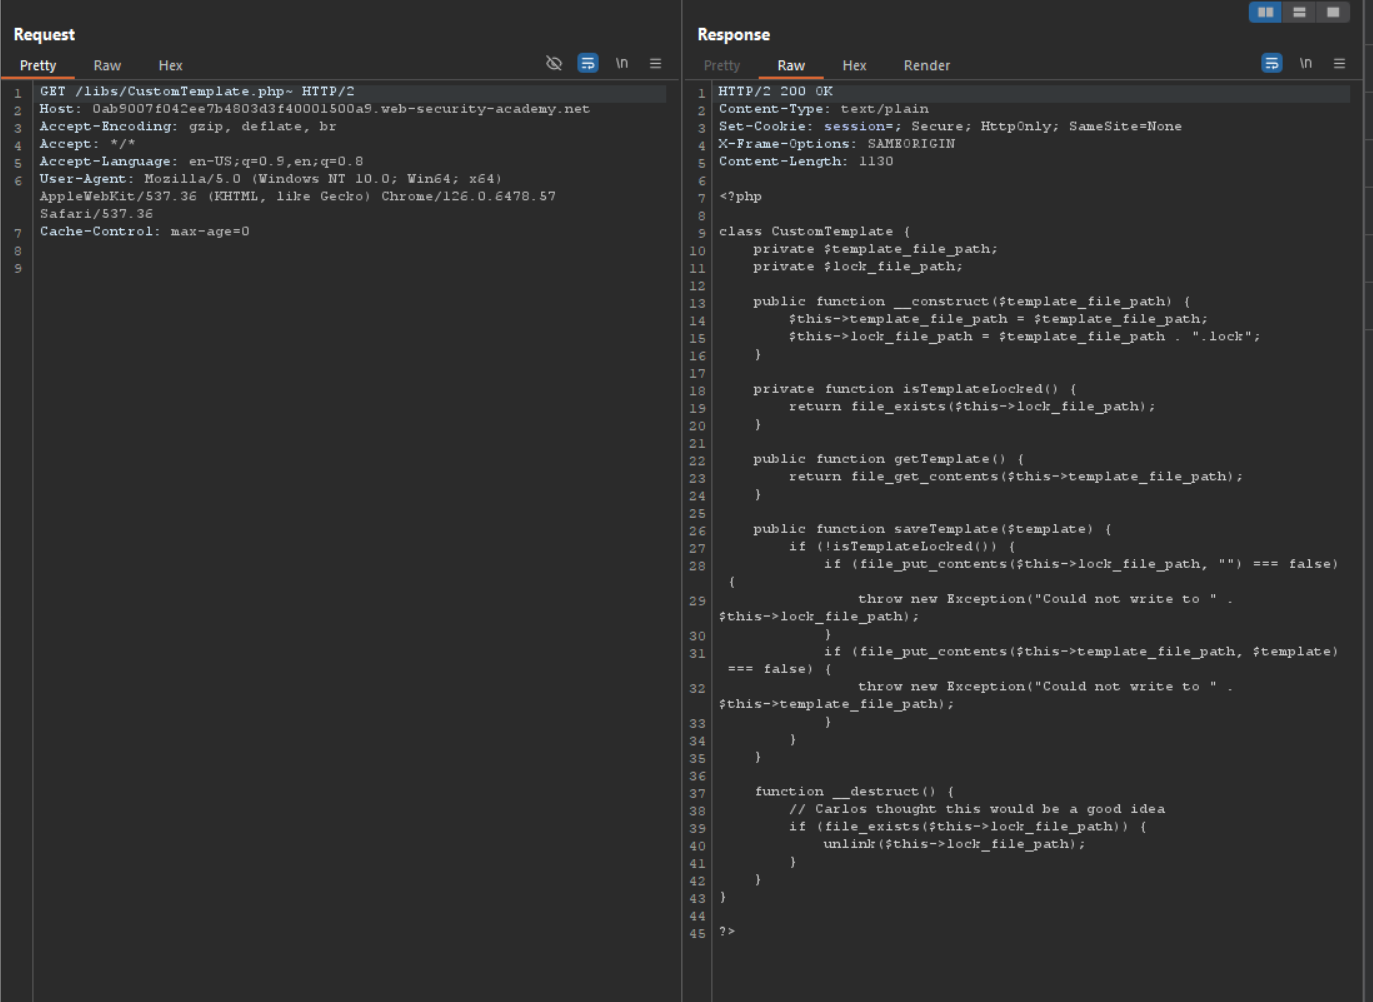 Request
Pretty
Raw
Hex
\n
1 GET /libs/CustomTemplate.php~ HTTP/2
2 Host: 0ab9007f042ee7b4803d3f40001500a9.web-security-academy.net
3 Accept-Encoding: gzip, deflate, br
4 Accept: */*
5 Accept-Language: en-US;q=0.9,en;q=0.8
6 User-Agent: Mozilla/5.0 (Windows NT 10.0; Win64; x64)
AppleWebKit/537.36 (KHTML, like Gecko) Chrome/126.0.6478.57
Safari/537.36
7 Cache-Control: max-age=0
8
9
Response
Pretty
Raw
Hex
Render
\n
1 HTTP/2 200 OK
2 Content-Type: text/plain
3 Set-Cookie: session=; Secure; HttpOnly; SameSite=None
4 X-Frame-Options: SAMEORIGIN
5 Content-Length: 1130
6
7 <?php
8
9 class CustomTemplate {
10 private $template_file_path;
11 private $lock_file_path;
12
13 public function __construct($template_file_path) {
14 $this->template_file_path = $template_file_path;
15 $this->lock_file_path = $template_file_path . ".lock";
16 }
17
18 private function isTemplateLocked() {
19 return file_exists($this->lock_file_path);
20 }
21
22 public function getTemplate() {
23 return file_get_contents($this->template_file_path);
24 }
25
26 public function saveTemplate($template) {
27 if (!isTemplateLocked()) {
28 if (file_put_contents($this->lock_file_path, "") === false)
{
29 throw new Exception("Could not write to " .
$this->lock_file_path);
30 }
31 if (file_put_contents($this->template_file_path, $template)
=== false) {
32 throw new Exception("Could not write to " .
$this->template_file_path);
33 }
34 }
35 }
36
37 function __destruct() {
38 // Carlos thought this would be a good idea
39 if (file_exists($this->lock_file_path)) {
40 unlink($this->lock_file_path);
41 }
42 }
43 }
44
45 ?>